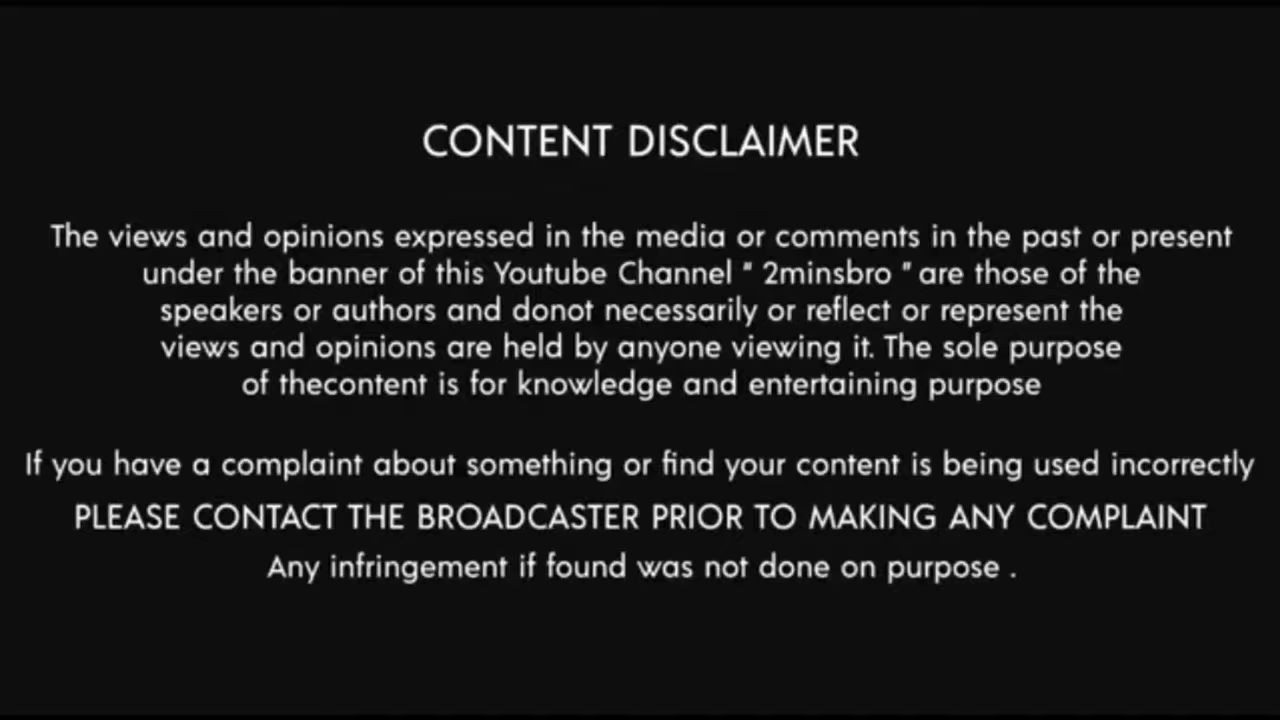 CONTENT DISCLAIMER
The views and opinions expressed in the media or comments in the past or present
under the banner of this Youtube Channel " 2minsbro " are those of the
speakers or authors and donot necessarily or reflect or represent the
views and opinions are held by anyone viewing it. The sole purpose
of thecontent is for knowledge and entertaining purpose
If you have a complaint about something or find your content is being used incorrectly
PLEASE CONTACT THE BROADCASTER PRIOR TO MAKING ANY COMPLAINT
Any infringement if found was not done on purpose .